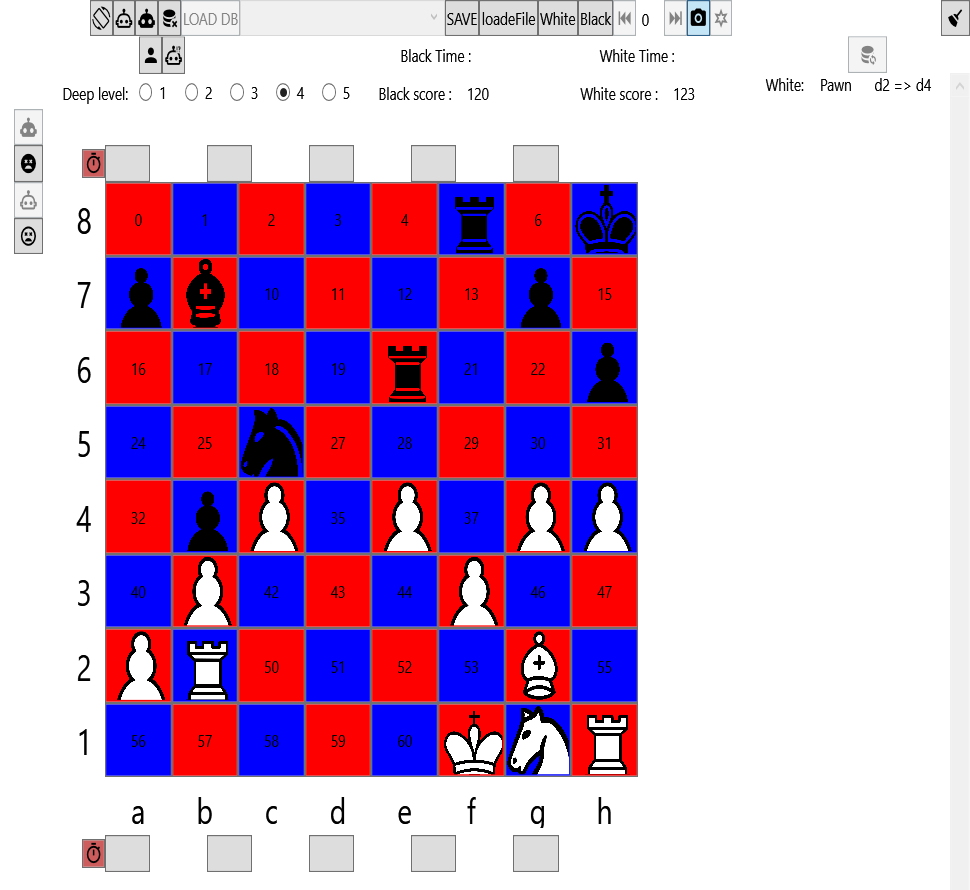 LOAD DB SAVE loadeFile White Black 0
Black Time : White Time :
Deep level: 1 2 3 4 5 Black score : 120 White score : 123 White: Pawn d2 => d4
8 0 1 2 3 4 6
7 10 11 12 13 15
6 16 17 18 19 21 22
5 24 25 27 28 29 30 31
4 32 35 37
3 40 42 43 44 46 47
2 50 51 52 53 55
1 56 57 58 59 60
a b c d e f g h